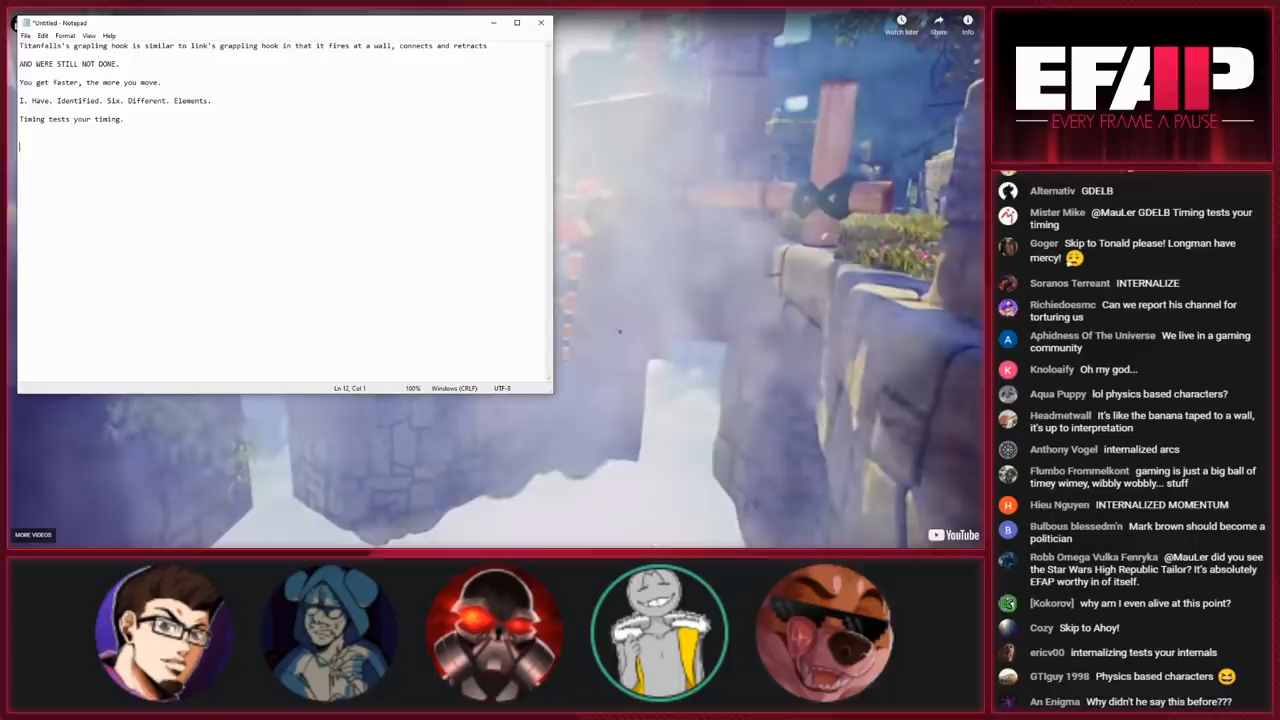 *Untitled - Notepad
File Edit Format View Help
Titanfalls's grapling hook is similar to link's grappling hook in that it fires at a wall, connects and retracts
AND WERE STILL NOT DONE.
You get faster, the more you move.
I. Have. Identified. Six. Different. Elements.
Timing tests your timing.
Ln 12, Col 1 100% Windows (CRLF) UTF-8
Watch later Share Info
MORE VIDEOS
YouTube
EFAP
EVERY FRAME A PAUSE
Alternativ GDELB
Mister Mike @MauLer GDELB Timing tests your
timing
Goger Skip to Tonald please! Longman have
mercy!
Soranos Terreant INTERNALIZE
Richiedoesmc Can we report his channel for
torturing us
A
Aphidness Of The Universe We live in a gaming
community
K
Knoloaify Oh my god...
Aqua Puppy lol physics based characters?
Headmetwall It's like the banana taped to a wall,
it's up to interpretation
Anthony Vogel internalized arcs
Flumbo Frommelkont gaming is just a big ball of
timey wimey, wibbly wobbly... stuff
H
Hieu Nguyen INTERNALIZED MOMENTUM
B
Bulbous blessedm'n Mark brown should become a
politician
Robb Omega Vulka Fenryka @MauLer did you see
the Star Wars High Republic Tailor? It's absolutely
EFAP worthy in of itself.
[Kokorov] why am I even alive at this point?
Cozy Skip to Ahoy!
ericv00 internalizing tests your internals
GTIguy 1998 Physics based characters
An Enigma Why didn't he say this before???